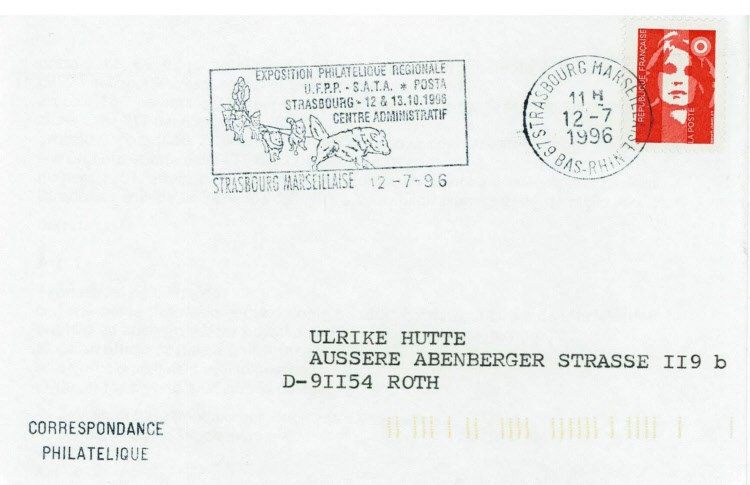 EXPOSITION PHILATELIQUE REGIONALE
U.F.P.P. - S.A.T.A. * POSTA
STRASBOURG - 12 & 13.10.1996
CENTRE ADMINISTRATIF
STRASBOURG MARSEILLAISE 12-7-96
67 STRASBOURG MARSEILLAISE
11 H
12-7
1996
BAS-RHIN
REPUBLIQUE FRANÇAISE
LA POSTE
ULRIKE HUTTE
AUSSERE ABENBERGER STRASSE II9 b
D-9II54 ROTH
CORRESPONDANCE
PHILATELIQUE